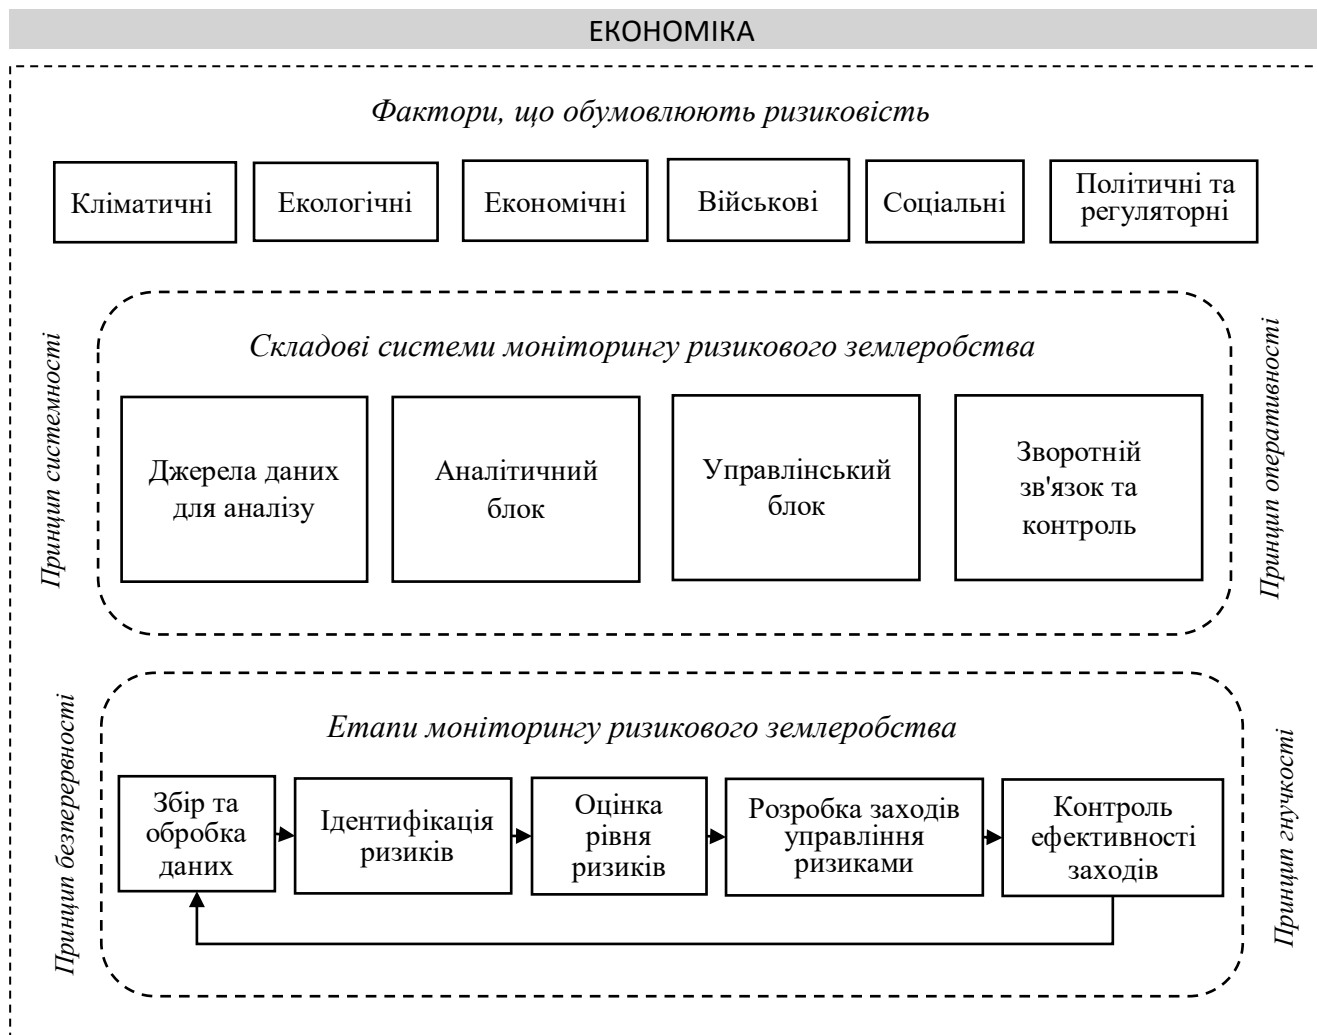 ЕКОНОМІКА
Фактори, що обумовлюють ризиковість
Кліматичні
Екологічні
Економічні
Військові
Соціальні
Політичні та
регуляторні
Принцип системності
Складові системи моніторингу ризикового землеробства
Джерела даних
для аналізу
Аналітичний
блок
Управлінський
блок
Зворотній
зв'язок та
контроль
Принцип оперативності
Принцип безперервності
Етапи моніторингу ризикового землеробства
Збір та
обробка
даних
Ідентифікація
ризиків
Оцінка
рівня
ризиків
Розробка заходів
управління
ризиками
Контроль
ефективності
заходів
Принцип гнучкості